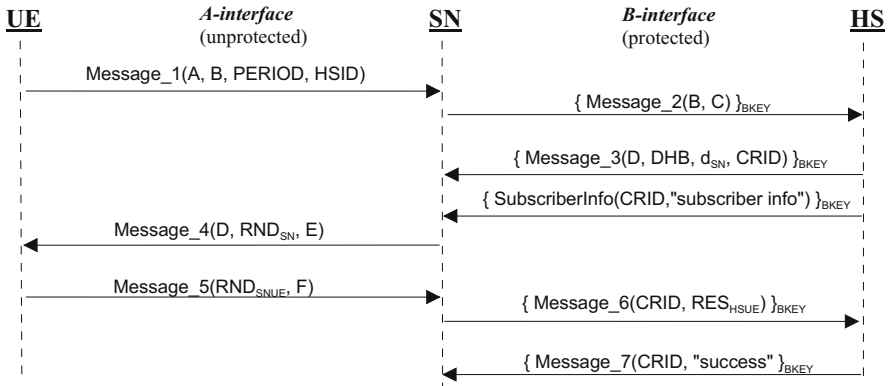 UE
A-interface
(unprotected)
SN
B-interface
(protected)
HS
Message_1(A, B, PERIOD, HSID)
{ Message_2(B, C) }BKEY
{ Message_3(D, DHB, dSN, CRID) }BKEY
{ SubscriberInfo(CRID,"subscriber info") }BKEY
Message_4(D, RNDSN, E)
Message_5(RNDSNUE, F)
{ Message_6(CRID, RESHSUE) }BKEY
{ Message_7(CRID, "success" }BKEY